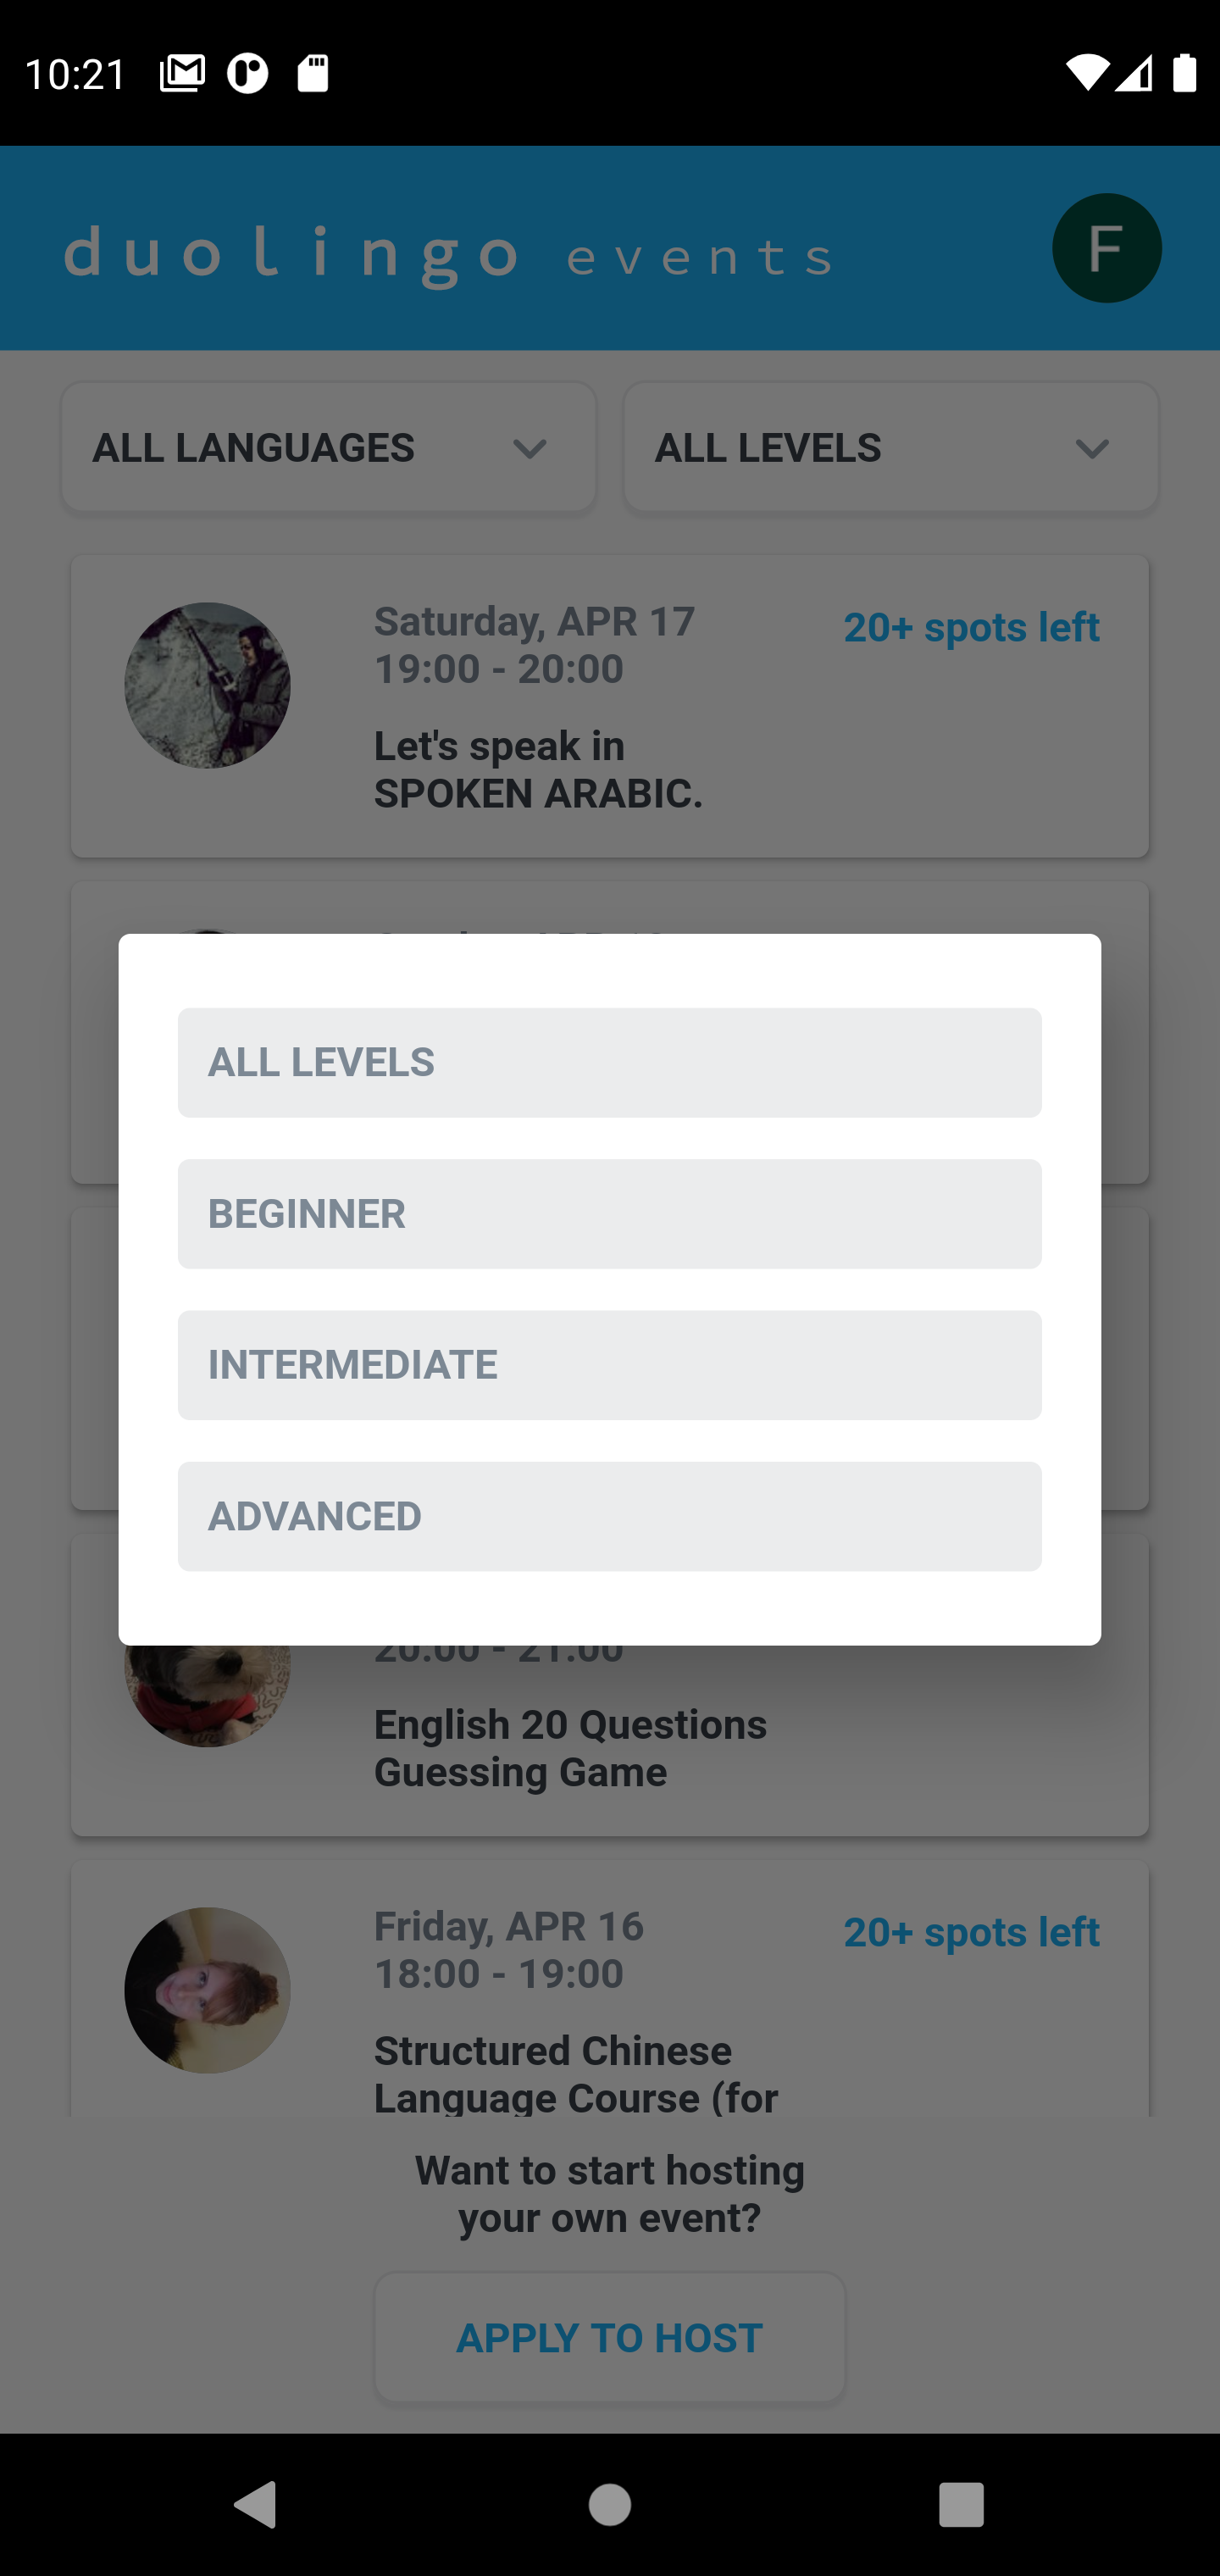 10:21
duolingo events
F
ALL LANGUAGES
ALL LEVELS
Saturday, APR 17
20+ spots left
19:00 - 20:00
Let's speak in
SPOKEN ARABIC.
ALL LEVELS
BEGINNER
INTERMEDIATE
ADVANCED
20:00 - 21:00
English 20 Questions
Guessing Game
Friday, APR 16
20+ spots left
18:00 - 19:00
Structured Chinese
Language Course (for
Want to start hosting
your own event?
APPLY TO HOST